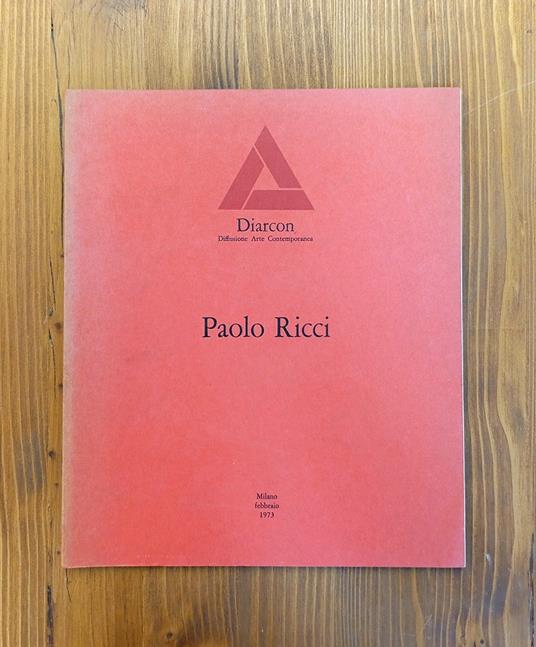 Diarcon
Diffusione Arte Contemporanea
Paolo Ricci
Milano
febbraio
1973